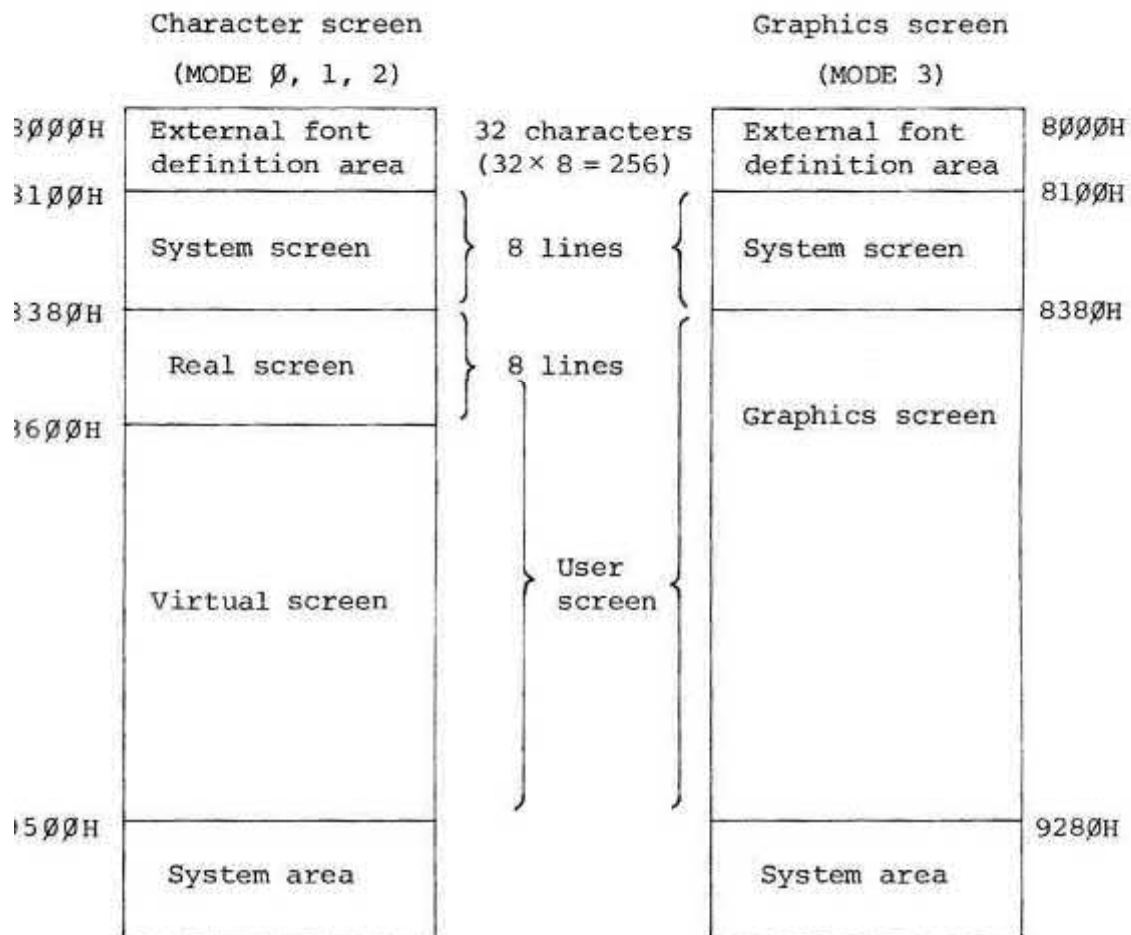 Character screen
(MODE Ø, 1, 2)
Graphics screen
(MODE 3)
8ØØØH
External font
definition area
32 characters
(32 × 8 = 256)
External font
definition area
8ØØØH
81ØØH
81ØØH
System screen
8 lines
System screen
838ØH
838ØH
Real screen
8 lines
86ØØH
Graphics screen
Virtual screen
User
screen
95ØØH
928ØH
System area
System area